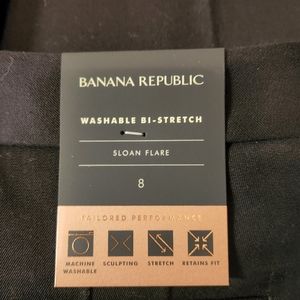 BANANA REPUBLIC
WASHABLE BI-STRETCH
SLOAN FLARE
8
TAILORED PERFORMANCE
MACHINE WASHABLE
SCULPTING
STRETCH
RETAINS FIT